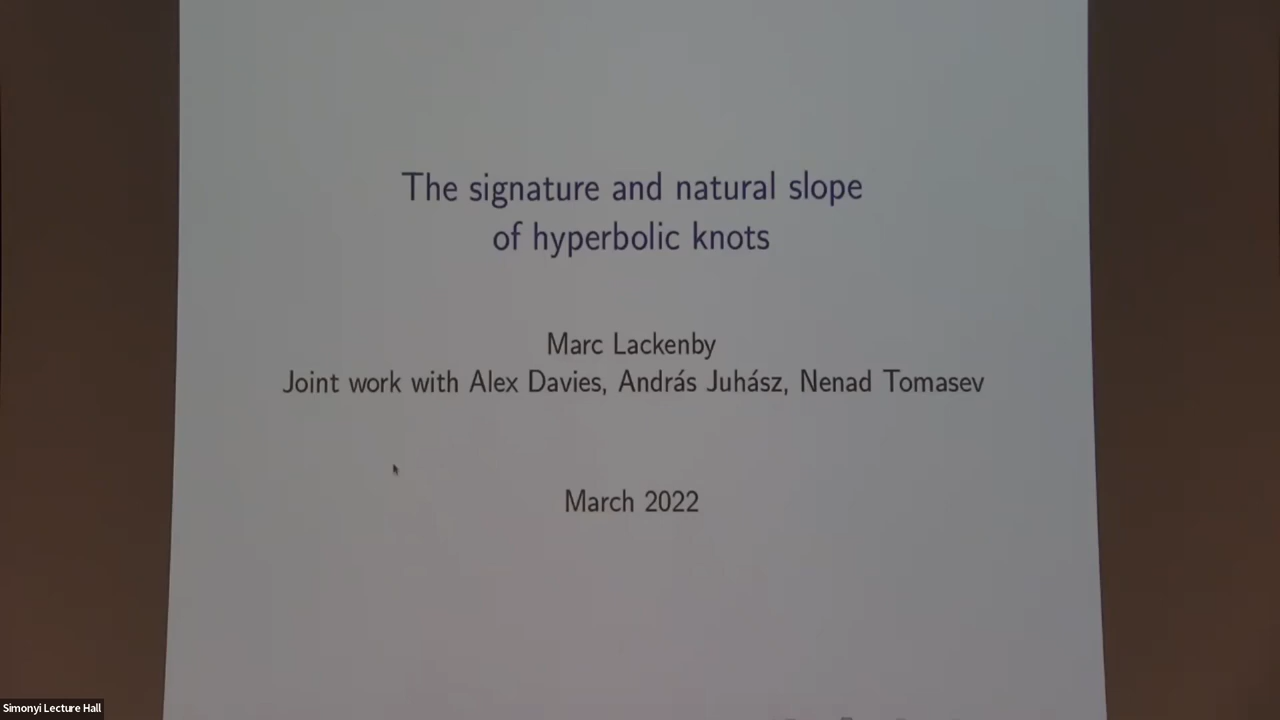 The signature and natural slope
of hyperbolic knots
Marc Lackenby
Joint work with Alex Davies, András Juhász, Nenad Tomasev
March 2022
Simonyi Lecture Hall